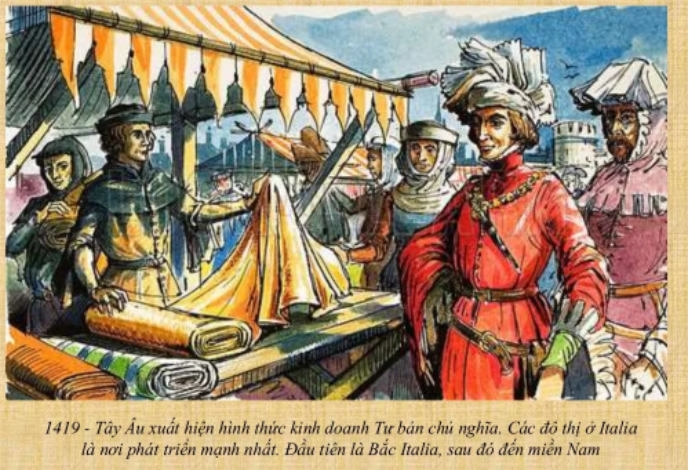 1419 - Tây Âu xuất hiện hình thức kinh doanh Tư bản chủ nghĩa. Các đô thị ở Italia
là nơi phát triển mạnh nhất. Đầu tiên là Bắc Italia, sau đó đến miền Nam